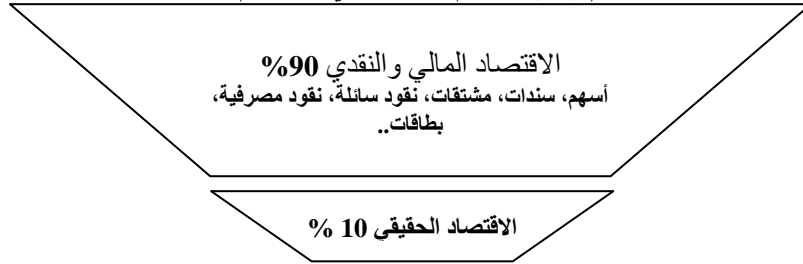 الاقتصاد المالي والنقدي 90%
أسهم، سندات، مشتقات، نقود سائلة، نقود مصرفية،
بطاقات..
الاقتصاد الحقيقي 10 %